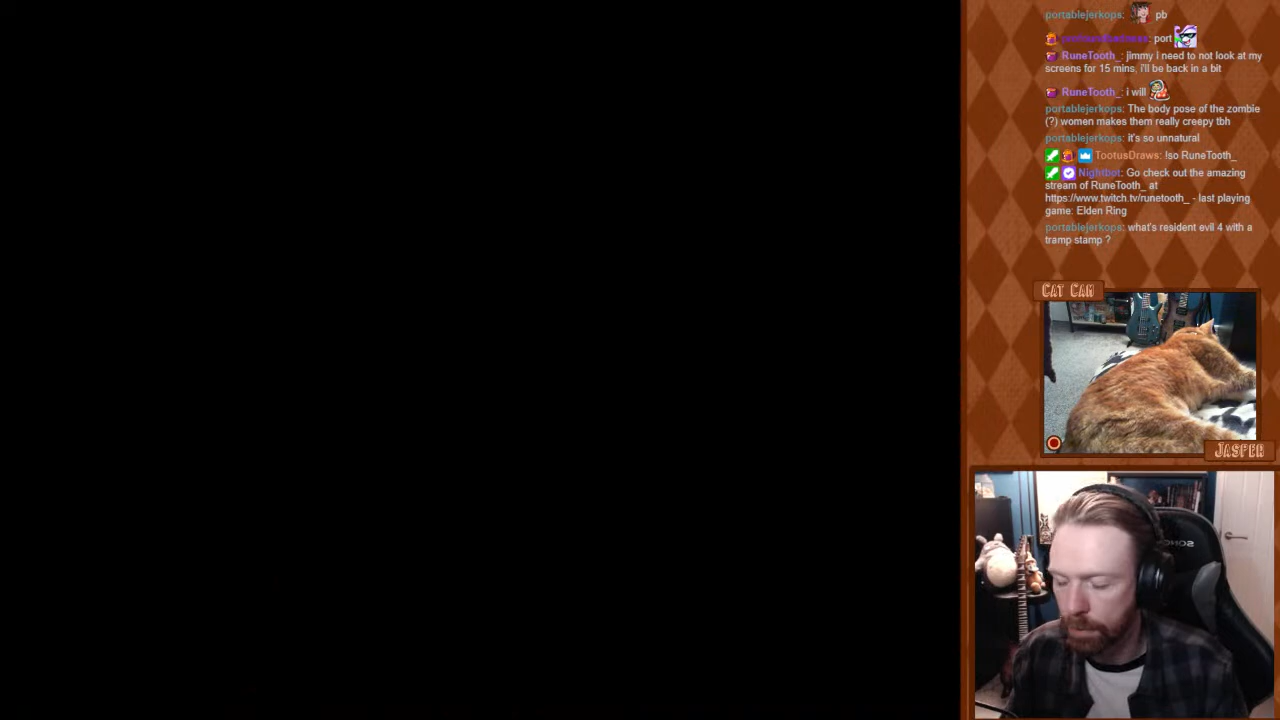 portablejerkops: pb
port
RuneTooth_: jimmy i need to not look at my
screens for 15 mins, i'll be back in a bit
RuneTooth_: i will
portablejerkops: The body pose of the zombie
(?) women makes them really creepy tbh
portablejerkops: it's so unnatural
TootusDraws: !so RuneTooth_
Nightbot: Go check out the amazing
stream of RuneTooth_ at
https://www.twitch.tv/runetooth_ - last playing
game: Elden Ring
portablejerkops: what's resident evil 4 with a
tramp stamp ?
Cat Cam
Jasper